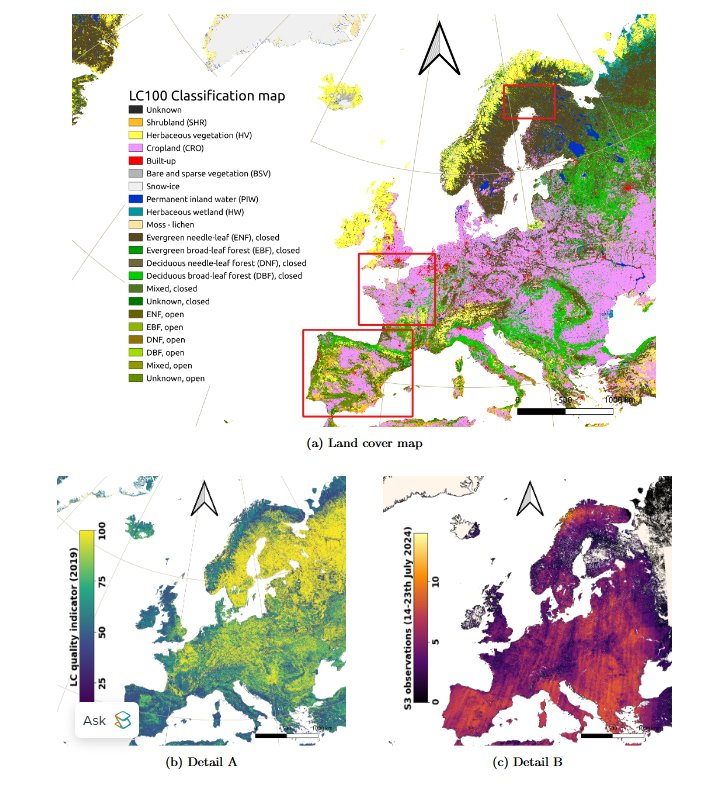 LC100 Classification map
Unknown
Shrubland (SHR)
Herbaceous vegetation (HV)
Cropland (CRO)
Built-up
Bare and sparse vegetation (BSV)
Snow-ice
Permanent inland water (PIW)
Herbaceous wetland (HW)
Moss - lichen
Evergreen needle-leaf (ENF), closed
Evergreen broad-leaf forest (EBF), closed
Deciduous needle-leaf forest (DNF), closed
Deciduous broad-leaf forest (DBF), closed
Mixed, closed
Unknown, closed
ENF, open
EBF, open
DNF, open
DBF, open
Mixed, open
Unknown, open
0 500 1000 km
(a) Land cover map
LC quality indicator (2019)
100
75
50
25
Ask
(b) Detail A
S3 observations (14-23th July 2024)
10
5
0
(c) Detail B